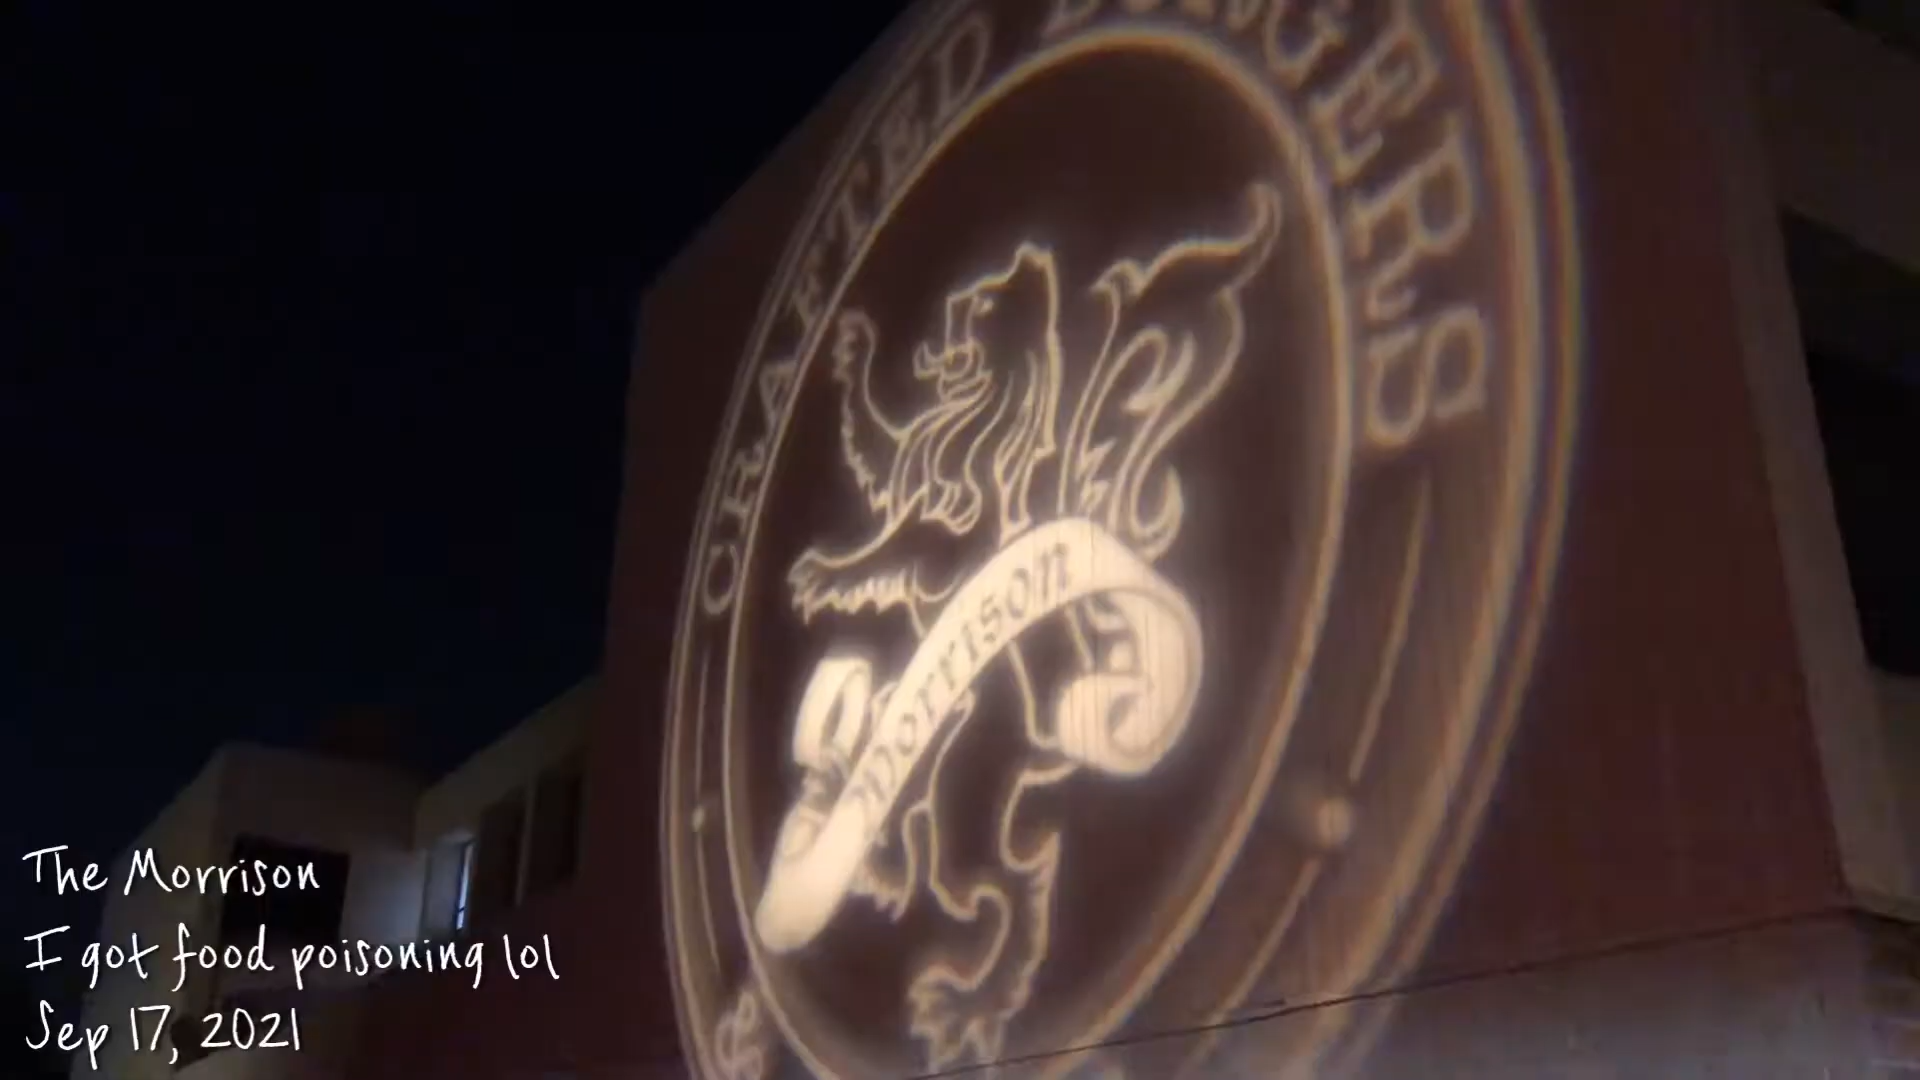 CRAFTED BURGERS
Morrison
&
The Morrison
I got food poisoning lol
Sep 17, 2021